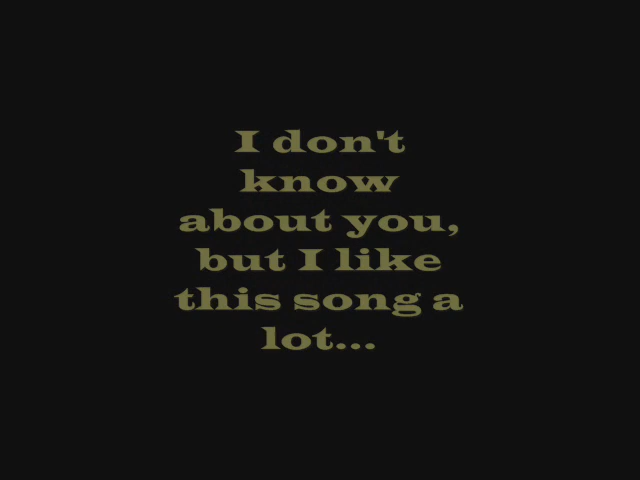 I don't
know
about you,
but I like
this song a
lot...